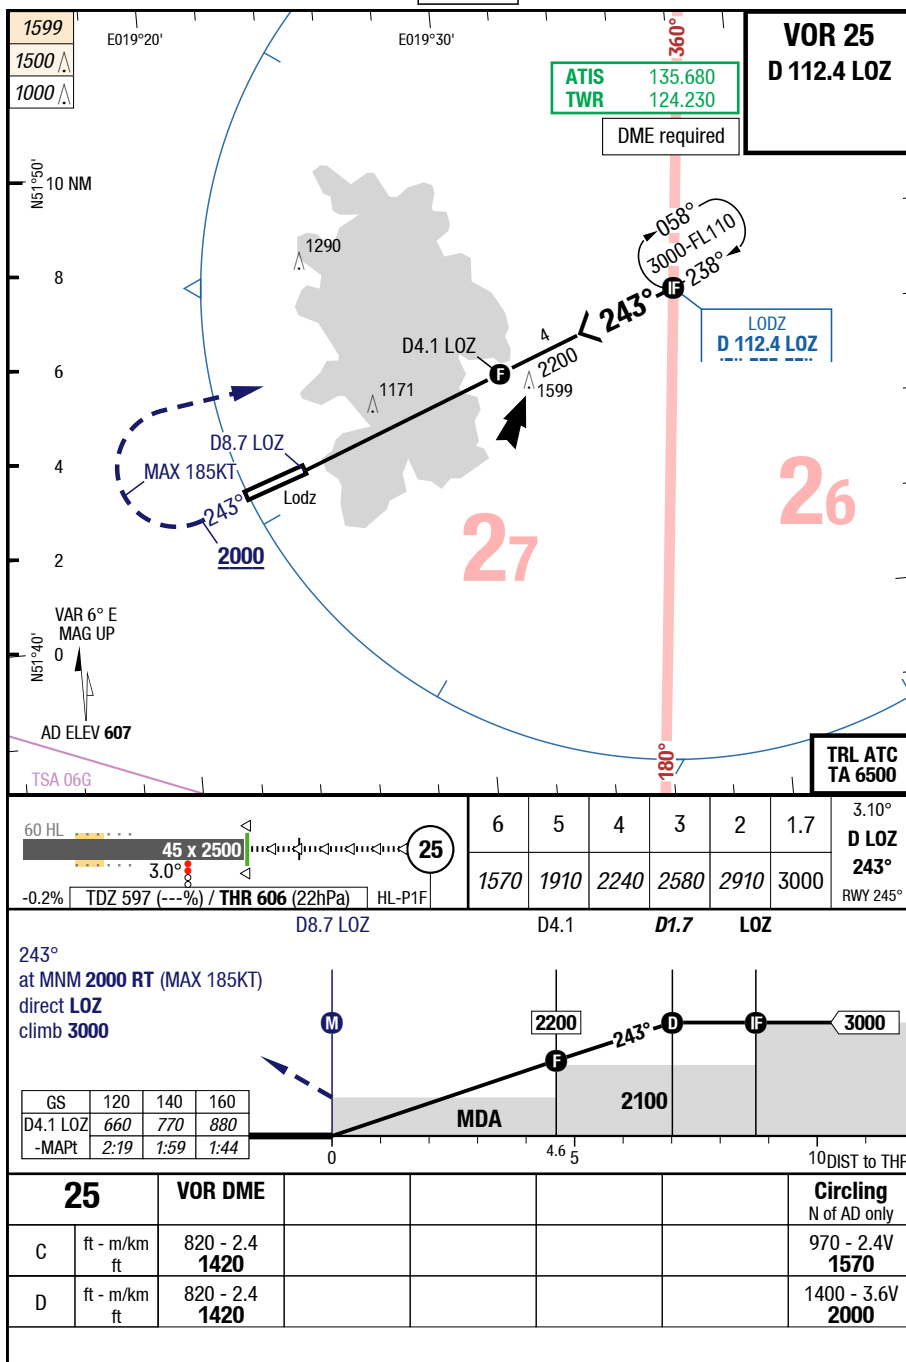 1599
1500
1000
E019°20'
E019°30'
360°
VOR 25
D 112.4 LOZ
ATIS 135.680
TWR 124.230
DME required
N51°50'
10 NM
8
6
4
2
0
N51°40'
1290
058°
3000-FL110
238°
IF
243°
LODZ
D 112.4 LOZ
D4.1 LOZ
4
2200
F
1599
1171
D8.7 LOZ
MAX 185KT
Lodz
243°
2000
27
26
VAR 6° E
MAG UP
AD ELEV 607
TSA 06G
180°
TRL ATC
TA 6500
60 HL
45 x 2500
25
3.0°
-0.2%
TDZ 597 (---%) / THR 606 (22hPa)
HL-P1F
6 5 4 3 2 1.7
1570 1910 2240 2580 2910 3000
3.10°
D LOZ
243°
RWY 245°
D8.7 LOZ D4.1 D1.7 LOZ
243°
at MNM 2000 RT (MAX 185KT)
direct LOZ
climb 3000
M
2200
F
243°
D
IF
3000
2100
MDA
GS 120 140 160
D4.1 LOZ 660 770 880
-MAPt 2:19 1:59 1:44
0 4.6 5 10 DIST to THR
25 VOR DME Circling
N of AD only
C ft - m/km 820 - 2.4 970 - 2.4V
ft 1420 1570
D ft - m/km 820 - 2.4 1400 - 3.6V
ft 1420 2000